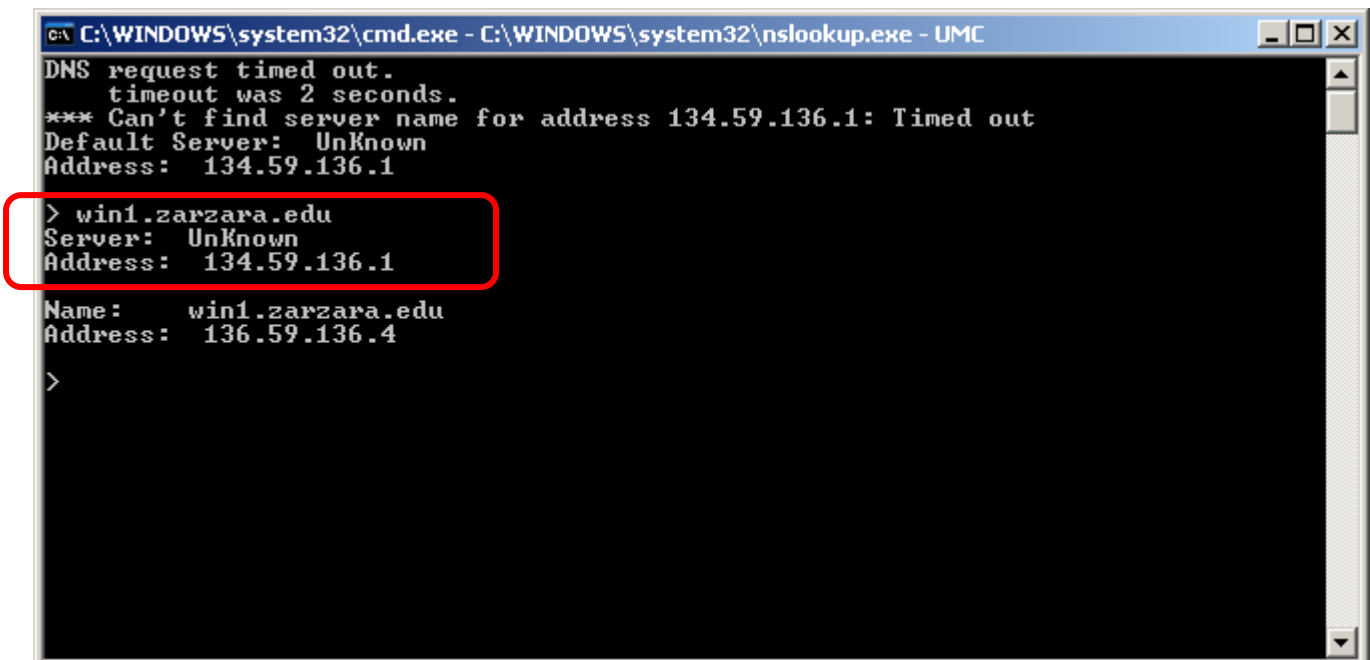 C:\WINDOWS\system32\cmd.exe - C:\WINDOWS\system32\nslookup.exe - UMC
DNS request timed out.
    timeout was 2 seconds.
*** Can't find server name for address 134.59.136.1: Timed out
Default Server:  UnKnown
Address:  134.59.136.1
> win1.zarzara.edu
Server:  UnKnown
Address:  134.59.136.1
Name:    win1.zarzara.edu
Address:  136.59.136.4
>